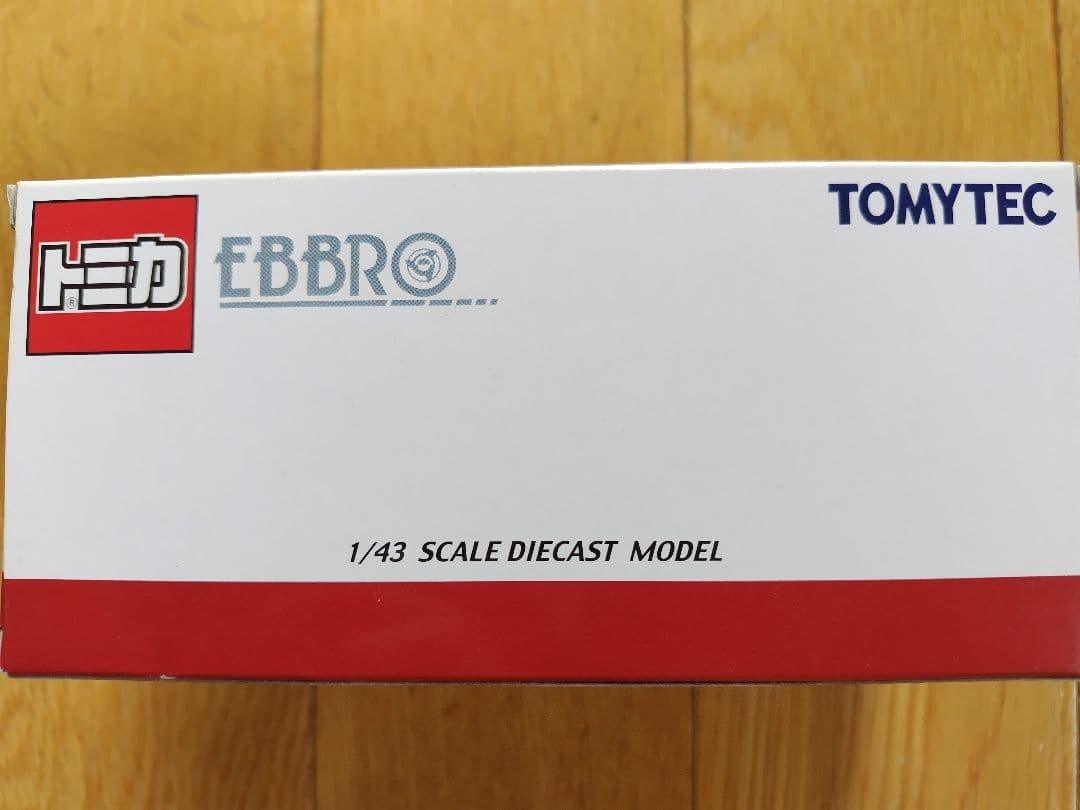 トミカ®
EBBRO
TOMYTEC
1/43 SCALE DIECAST MODEL